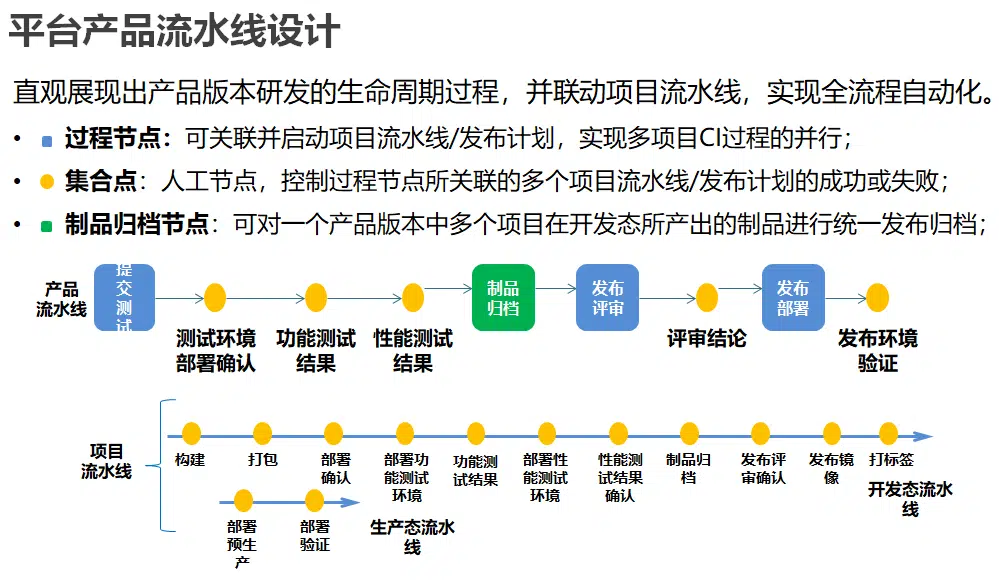 平台产品流水线设计
直观展现出产品版本研发的生命周期过程，并联动项目流水线，实现全流程自动化。
• 过程节点：可关联并启动项目流水线/发布计划，实现多项目CI过程的并行；
• 集合点：人工节点，控制过程节点所关联的多个项目流水线/发布计划的成功或失败；
• 制品归档节点：可对一个产品版本中多个项目在开发态所产出的制品进行统一发布归档；
产品
流水线
提
交
测
试
测试环境
部署确认
功能测试
结果
性能测试
结果
制品
归档
发布
评审
评审结论
发布
部署
发布环境
验证
项目
流水线
构建
打包
部署
确认
部署功
能测试
环境
功能测
试结果
部署性
能测试
环境
性能测
试结果
确认
制品归
档
发布评
审确认
发布镜
像
打标签
开发态流水
线
部署
预生
产
部署
验证
生产态流水
线